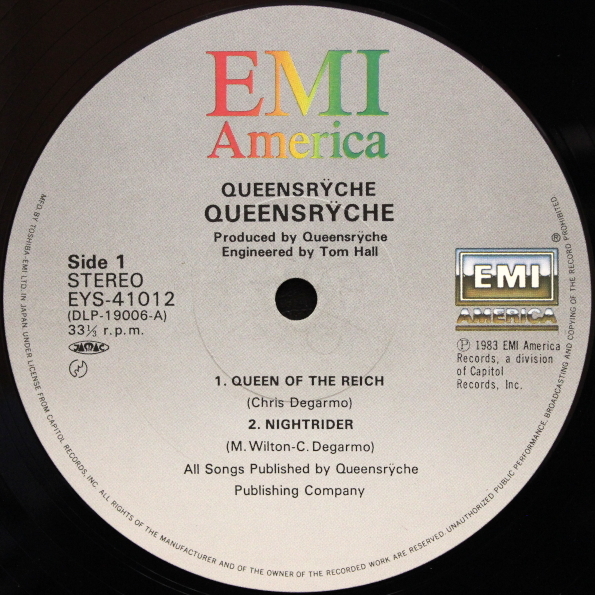 EMI
America
QUEENSRŸCHE
QUEENSRŸCHE
Produced by Queensrÿche
Engineered by Tom Hall
Side 1
STEREO
EYS-41012
(DLP-19006-A)
33⅓ r.p.m.
JAMAC
®
EMI
AMERICA
Ⓟ 1983 EMI America
Records, a division
of Capitol
Records, Inc.
1. QUEEN OF THE REICH
(Chris Degarmo)
2. NIGHTRIDER
(M. Wilton-C. Degarmo)
All Songs Published by Queensrÿche
Publishing Company
MFD. BY TOSHIBA-EMI LTD. IN JAPAN UNDER LICENSE FROM CAPITOL RECORDS, INC. ALL RIGHTS OF THE MANUFACTURER AND OF THE OWNER OF THE RECORDED WORK ARE RESERVED. UNAUTHORIZED PUBLIC PERFORMANCE, BROADCASTING AND COPYING OF THE RECORD PROHIBITED.